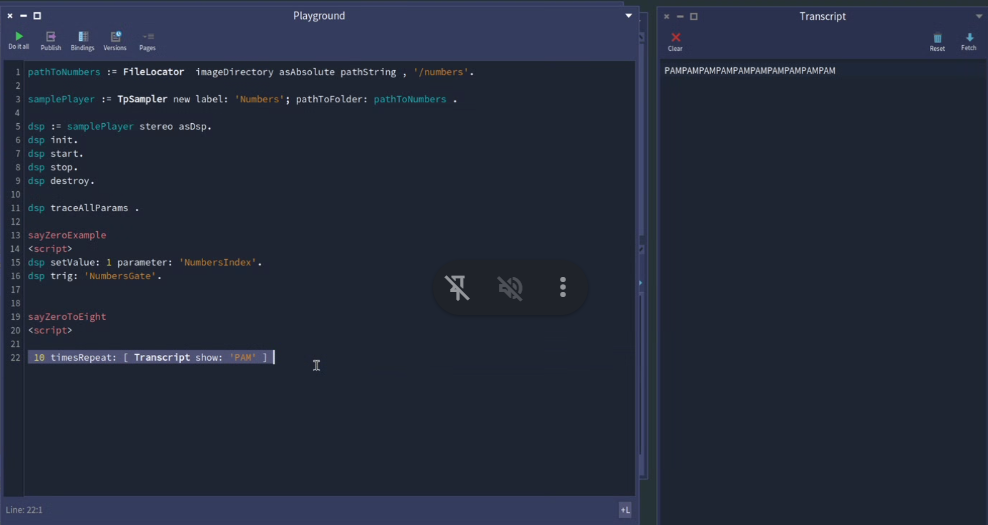 Playground
Do it all
Publish
Bindings
Versions
Pages
1 pathToNumbers := FileLocator  imageDirectory asAbsolute pathString , '/numbers'.
2
3 samplePlayer := TpSampler new label: 'Numbers'; pathToFolder: pathToNumbers .
4
5 dsp := samplePlayer stereo asDsp.
6 dsp init.
7 dsp start.
8 dsp stop.
9 dsp destroy.
10
11 dsp traceAllParams .
12
13 sayZeroExample
14 <script>
15 dsp setValue: 1 parameter: 'NumbersIndex'.
16 dsp trig: 'NumbersGate'.
17
18
19 sayZeroToEight
20 <script>
21
22 10 timesRepeat: [ Transcript show: 'PAM' ]
Line: 22:1
+L
Transcript
Clear
Reset
Fetch
PAMPAMPAMPAMPAMPAMPAMPAMPAMPAM